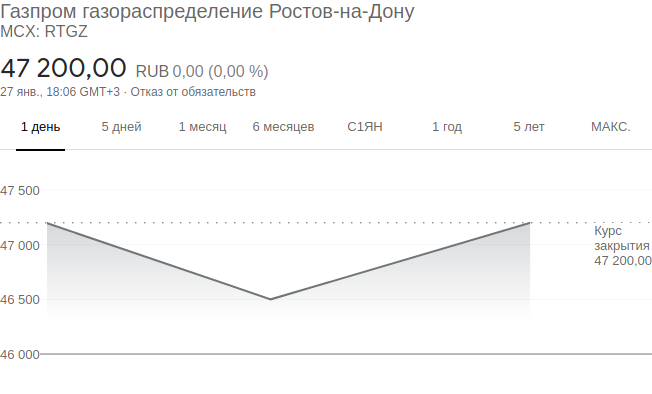 Газпром газораспределение Ростов-на-Дону
MCX: RTGZ
47 200,00 RUB 0,00 (0,00 %)
27 янв., 18:06 GMT+3 · Отказ от обязательств
1 день 5 дней 1 месяц 6 месяцев С1ЯН 1 год 5 лет МАКС.
47 500
Курс
закрытия
47 200,00
47 000
46 500
46 000